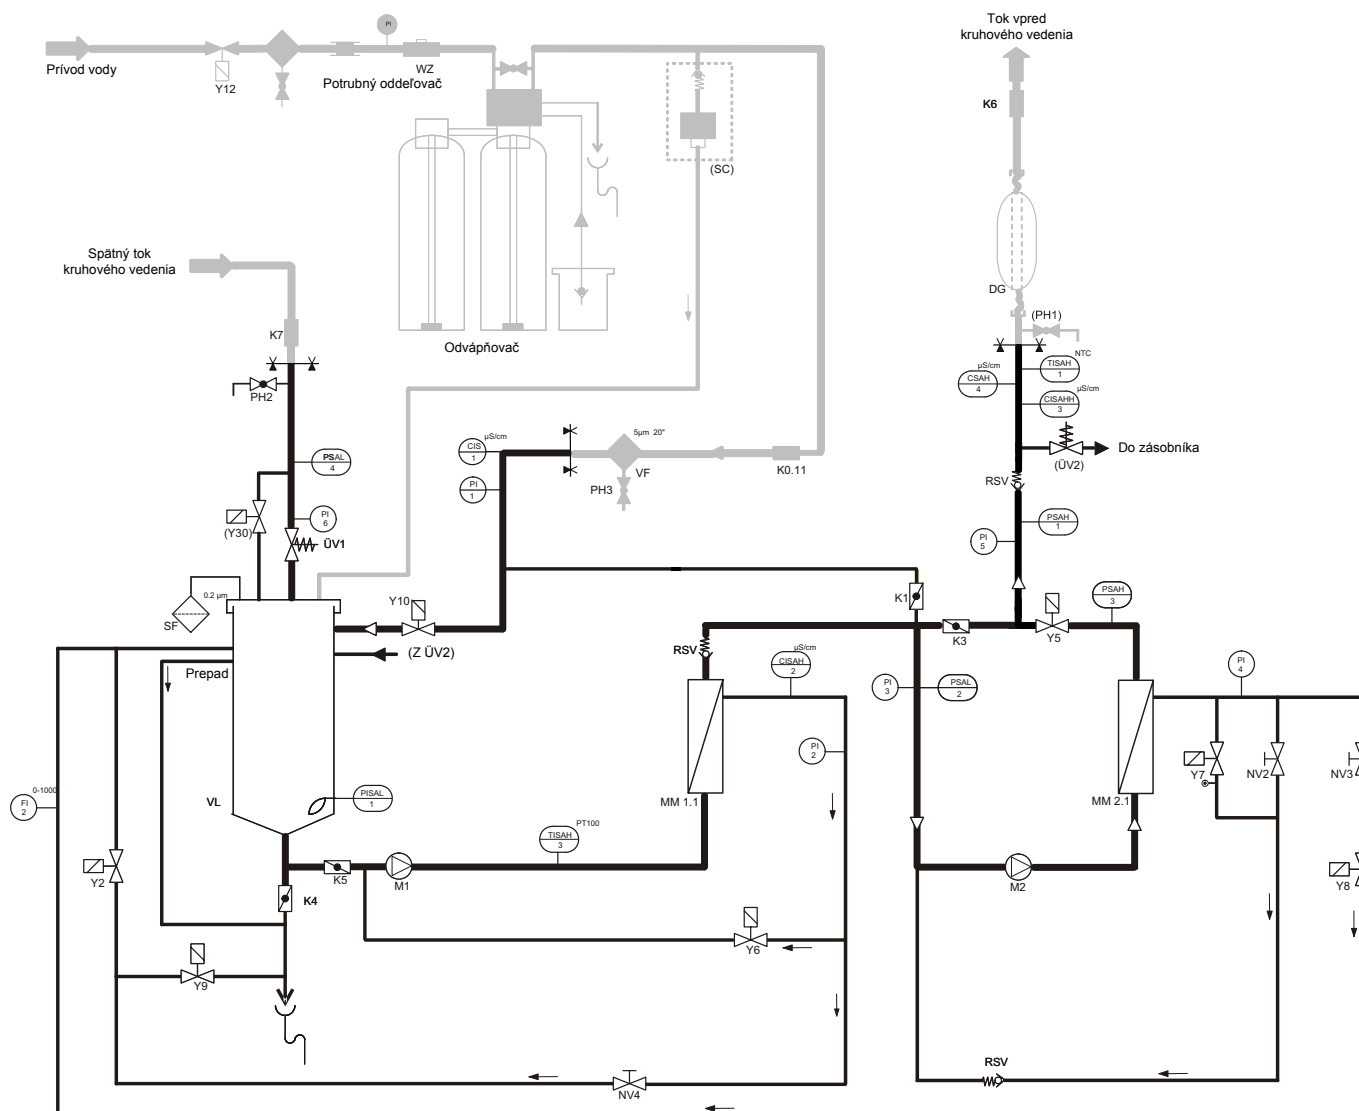 Tok vpred
kruhového vedenia
PI
Prívod vody
Y12
Potrubný oddeľovač
WZ
K6
(SC)
Spätný tok
kruhového vedenia
K7
Odvápňovač
DG
(PH1)
NTC
TISAH
1
µS/cm
CSAH
4
µS/cm
CISAHH
3
PH2
(ÜV2)
Do zásobníka
µS/cm
CIS
1
5µm 20"
VF
K0.11
PSAL
4
PI
1
PH3
RSV
PI
6
(Y30)
ÜV1
PSAH
1
PI
5
0.2 µm
SF
Y10
K1
PSAH
3
(Z ÜV2)
RSV
µS/cm
CISAH
2
K3
Y5
Prepad
PI
3
PSAL
2
PI
4
PI
2
Y7
NV2
NV3
0-1000
FI
2
VL
PISAL
1
MM 1.1
MM 2.1
PT100
TISAH
3
Y2
K5
M1
M2
Y8
K4
Y6
Y9
RSV
NV4